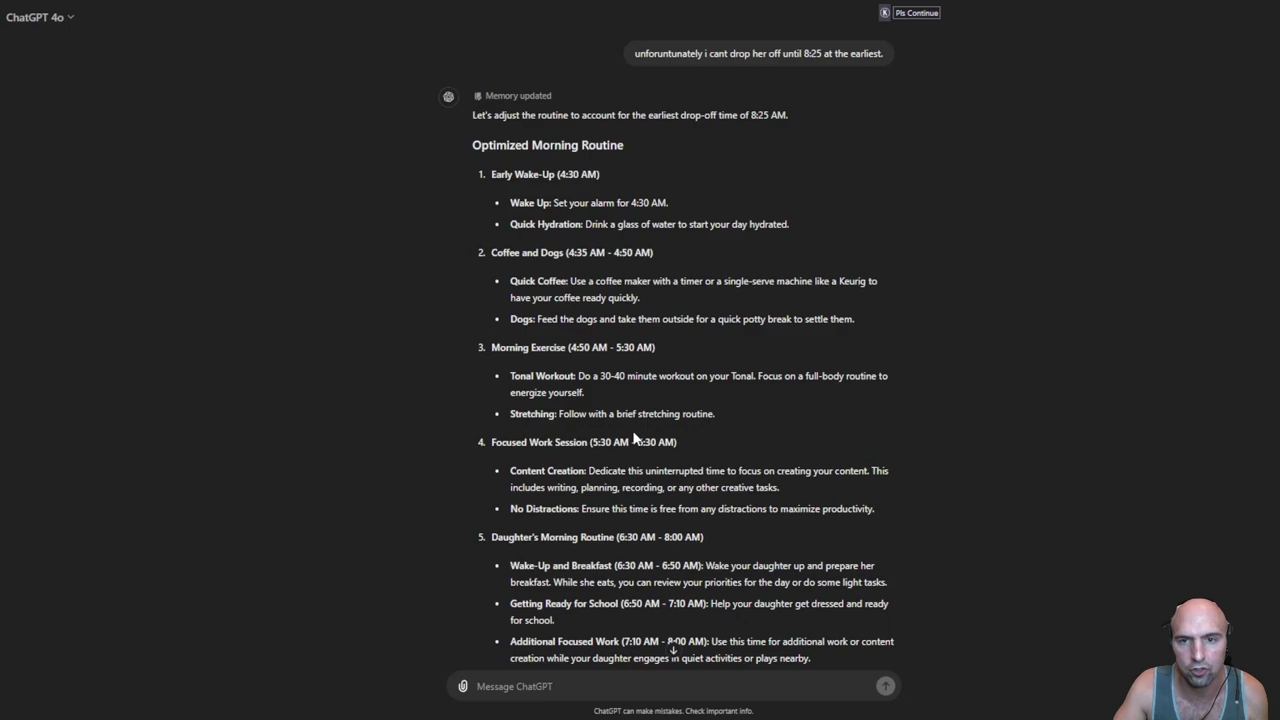 ChatGPT 4o
K Pls Continue
unforuntunately i cant drop her off until 8:25 at the earliest.
Memory updated
Let's adjust the routine to account for the earliest drop-off time of 8:25 AM.
Optimized Morning Routine
1. Early Wake-Up (4:30 AM)
• Wake Up: Set your alarm for 4:30 AM.
• Quick Hydration: Drink a glass of water to start your day hydrated.
2. Coffee and Dogs (4:35 AM - 4:50 AM)
• Quick Coffee: Use a coffee maker with a timer or a single-serve machine like a Keurig to
have your coffee ready quickly.
• Dogs: Feed the dogs and take them outside for a quick potty break to settle them.
3. Morning Exercise (4:50 AM - 5:30 AM)
• Tonal Workout: Do a 30-40 minute workout on your Tonal. Focus on a full-body routine to
energize yourself.
• Stretching: Follow with a brief stretching routine.
4. Focused Work Session (5:30 AM - :30 AM)
• Content Creation: Dedicate this uninterrupted time to focus on creating your content. This
includes writing, planning, recording, or any other creative tasks.
• No Distractions: Ensure this time is free from any distractions to maximize productivity.
5. Daughter's Morning Routine (6:30 AM - 8:00 AM)
• Wake-Up and Breakfast (6:30 AM - 6:50 AM): Wake your daughter up and prepare her
breakfast. While she eats, you can review your priorities for the day or do some light tasks.
• Getting Ready for School (6:50 AM - 7:10 AM): Help your daughter get dressed and ready
for school.
• Additional Focused Work (7:10 AM - 8:00 AM): Use this time for additional work or content
creation while your daughter engages in quiet activities or plays nearby.
Message ChatGPT
ChatGPT can make mistakes. Check important info.